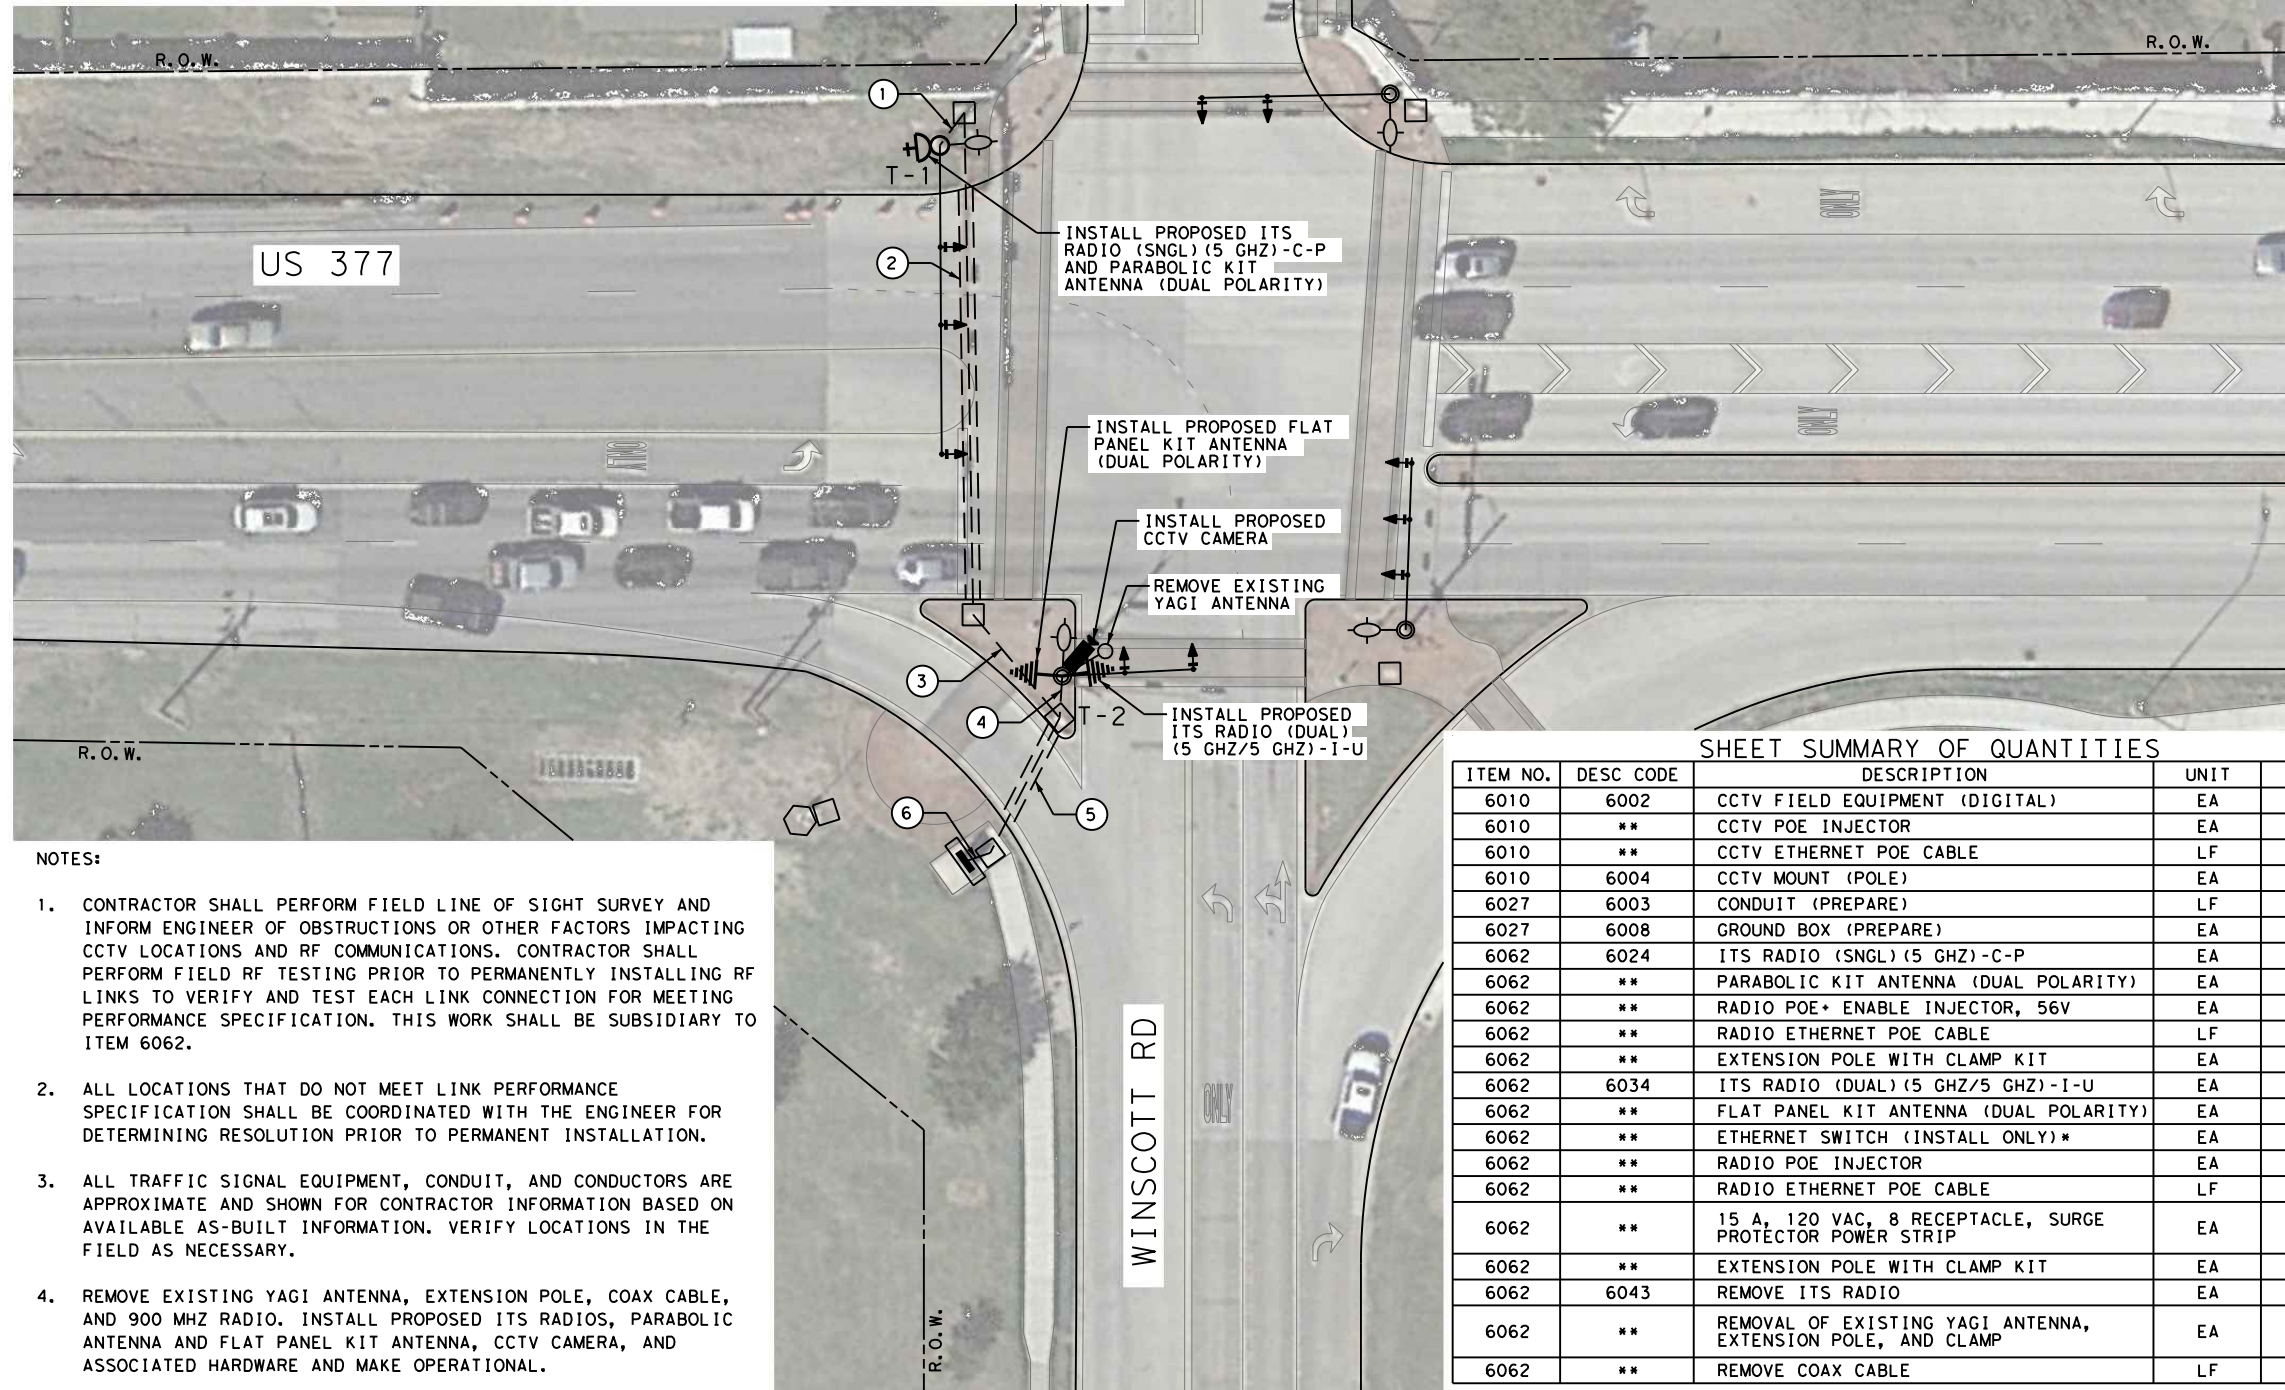 R.O.W.
R.O.W.
1
T-1
US 377
2
INSTALL PROPOSED ITS
RADIO (SNGL)(5 GHZ)-C-P
AND PARABOLIC KIT
ANTENNA (DUAL POLARITY)
ONLY
INSTALL PROPOSED FLAT
PANEL KIT ANTENNA
(DUAL POLARITY)
ONLY
ONLY
INSTALL PROPOSED
CCTV CAMERA
REMOVE EXISTING
YAGI ANTENNA
3
4
T-2
INSTALL PROPOSED
ITS RADIO (DUAL)
(5 GHZ/5 GHZ)-I-U
R.O.W.
6
5
WINSCOTT RD
ONLY
R.O.W.
NOTES:
1. CONTRACTOR SHALL PERFORM FIELD LINE OF SIGHT SURVEY AND
INFORM ENGINEER OF OBSTRUCTIONS OR OTHER FACTORS IMPACTING
CCTV LOCATIONS AND RF COMMUNICATIONS. CONTRACTOR SHALL
PERFORM FIELD RF TESTING PRIOR TO PERMANENTLY INSTALLING RF
LINKS TO VERIFY AND TEST EACH LINK CONNECTION FOR MEETING
PERFORMANCE SPECIFICATION. THIS WORK SHALL BE SUBSIDIARY TO
ITEM 6062.
2. ALL LOCATIONS THAT DO NOT MEET LINK PERFORMANCE
SPECIFICATION SHALL BE COORDINATED WITH THE ENGINEER FOR
DETERMINING RESOLUTION PRIOR TO PERMANENT INSTALLATION.
3. ALL TRAFFIC SIGNAL EQUIPMENT, CONDUIT, AND CONDUCTORS ARE
APPROXIMATE AND SHOWN FOR CONTRACTOR INFORMATION BASED ON
AVAILABLE AS-BUILT INFORMATION. VERIFY LOCATIONS IN THE
FIELD AS NECESSARY.
4. REMOVE EXISTING YAGI ANTENNA, EXTENSION POLE, COAX CABLE,
AND 900 MHZ RADIO. INSTALL PROPOSED ITS RADIOS, PARABOLIC
ANTENNA AND FLAT PANEL KIT ANTENNA, CCTV CAMERA, AND
ASSOCIATED HARDWARE AND MAKE OPERATIONAL.
SHEET SUMMARY OF QUANTITIES
ITEM NO. DESC CODE DESCRIPTION UNIT
6010 6002 CCTV FIELD EQUIPMENT (DIGITAL) EA
6010 ** CCTV POE INJECTOR EA
6010 ** CCTV ETHERNET POE CABLE LF
6010 6004 CCTV MOUNT (POLE) EA
6027 6003 CONDUIT (PREPARE) LF
6027 6008 GROUND BOX (PREPARE) EA
6062 6024 ITS RADIO (SNGL)(5 GHZ)-C-P EA
6062 ** PARABOLIC KIT ANTENNA (DUAL POLARITY) EA
6062 ** RADIO POE+ ENABLE INJECTOR, 56V EA
6062 ** RADIO ETHERNET POE CABLE LF
6062 ** EXTENSION POLE WITH CLAMP KIT EA
6062 6034 ITS RADIO (DUAL)(5 GHZ/5 GHZ)-I-U EA
6062 ** FLAT PANEL KIT ANTENNA (DUAL POLARITY) EA
6062 ** ETHERNET SWITCH (INSTALL ONLY)* EA
6062 ** RADIO POE INJECTOR EA
6062 ** RADIO ETHERNET POE CABLE LF
6062 ** 15 A, 120 VAC, 8 RECEPTACLE, SURGE
PROTECTOR POWER STRIP EA
6062 ** EXTENSION POLE WITH CLAMP KIT EA
6062 6043 REMOVE ITS RADIO EA
6062 ** REMOVAL OF EXISTING YAGI ANTENNA,
EXTENSION POLE, AND CLAMP EA
6062 ** REMOVE COAX CABLE LF